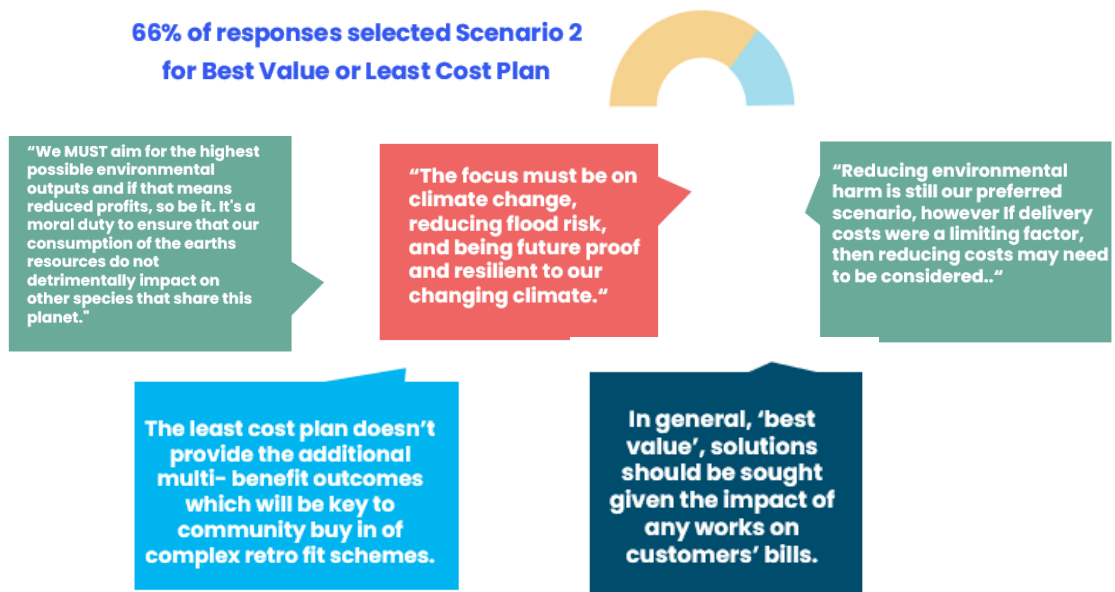 66% of responses selected Scenario 2
for Best Value or Least Cost Plan
“We MUST aim for the highest
possible environmental
outputs and if that means
reduced profits, so be it. It's a
moral duty to ensure that our
consumption of the earths
resources do not
detrimentally impact on
other species that share this
planet."
“The focus must be on
climate change,
reducing flood risk,
and being future proof
and resilient to our
changing climate.“
“Reducing environmental
harm is still our preferred
scenario, however If delivery
costs were a limiting factor,
then reducing costs may need
to be considered..“
The least cost plan doesn’t
provide the additional
multi- benefit outcomes
which will be key to
community buy in of
complex retro fit schemes.
In general, ‘best
value’, solutions
should be sought
given the impact of
any works on
customers’ bills.